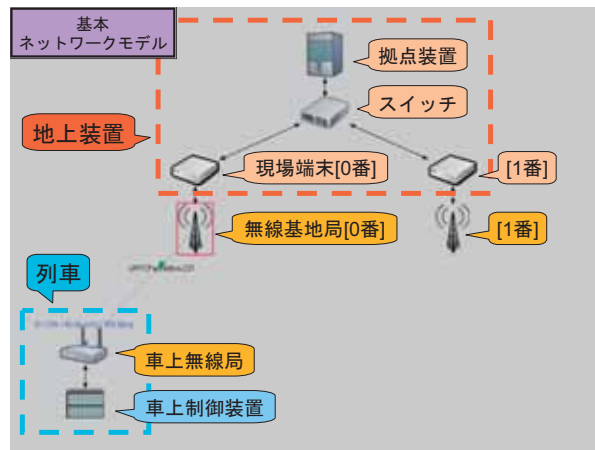 基本
ネットワークモデル
拠点装置
スイッチ
地上装置
現場端末[0番]
[1番]
無線基地局[0番]
[1番]
列車
車上無線局
車上制御装置